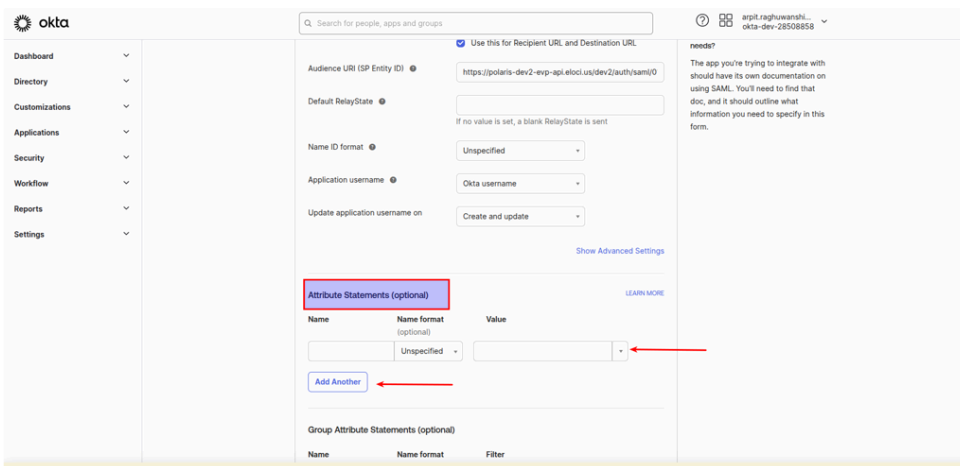 okta
Search for people, apps and groups
arpit.raghuwanshi...
okta-dev-28508858
Dashboard
Directory
Customizations
Applications
Security
Workflow
Reports
Settings
Use this for Recipient URL and Destination URL
Audience URI (SP Entity ID)
https://polaris-dev2-evp-api.eloci.us/dev2/auth/saml/0
Default RelayState
If no value is set, a blank RelayState is sent
Name ID format
Unspecified
Application username
Okta username
Update application username on
Create and update
Show Advanced Settings
Attribute Statements (optional)
LEARN MORE
Name
Name format
(optional)
Value
Unspecified
Add Another
Group Attribute Statements (optional)
Name
Name format
Filter
needs?
The app you're trying to integrate with
should have its own documentation on
using SAML. You'll need to find that
doc, and it should outline what
information you need to specify in this
form.